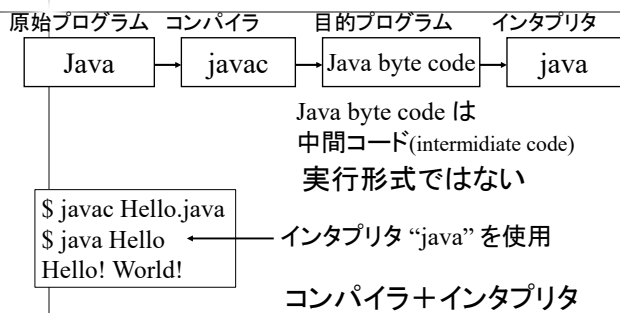 原始プログラム コンパイラ 目的プログラム インタプリタ
Java javac Java byte code java
Java byte code は
中間コード(intermidiate code)
実行形式ではない
$ javac Hello.java
$ java Hello
Hello! World!
インタプリタ “java” を使用
コンパイラ＋インタプリタ